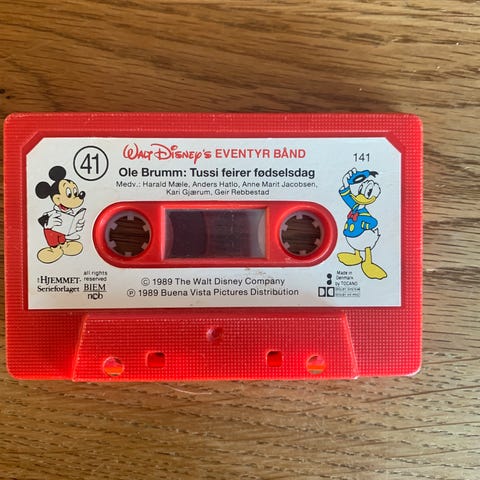 41
WALT DISNEY'S EVENTYR BÅND
141
Ole Brumm: Tussi feirer fødselsdag
Medv.: Harald Mæle, Anders Hatlo, Anne Marit Jacobsen,
Kari Gjærum, Geir Rebbestad
HJEMMET-
Serieforlaget
all rights
reserved
BIEM
ncb
© 1989 The Walt Disney Company
℗ 1989 Buena Vista Pictures Distribution
Made in
Denmark
by TOCANO
DOLBY SYSTEM